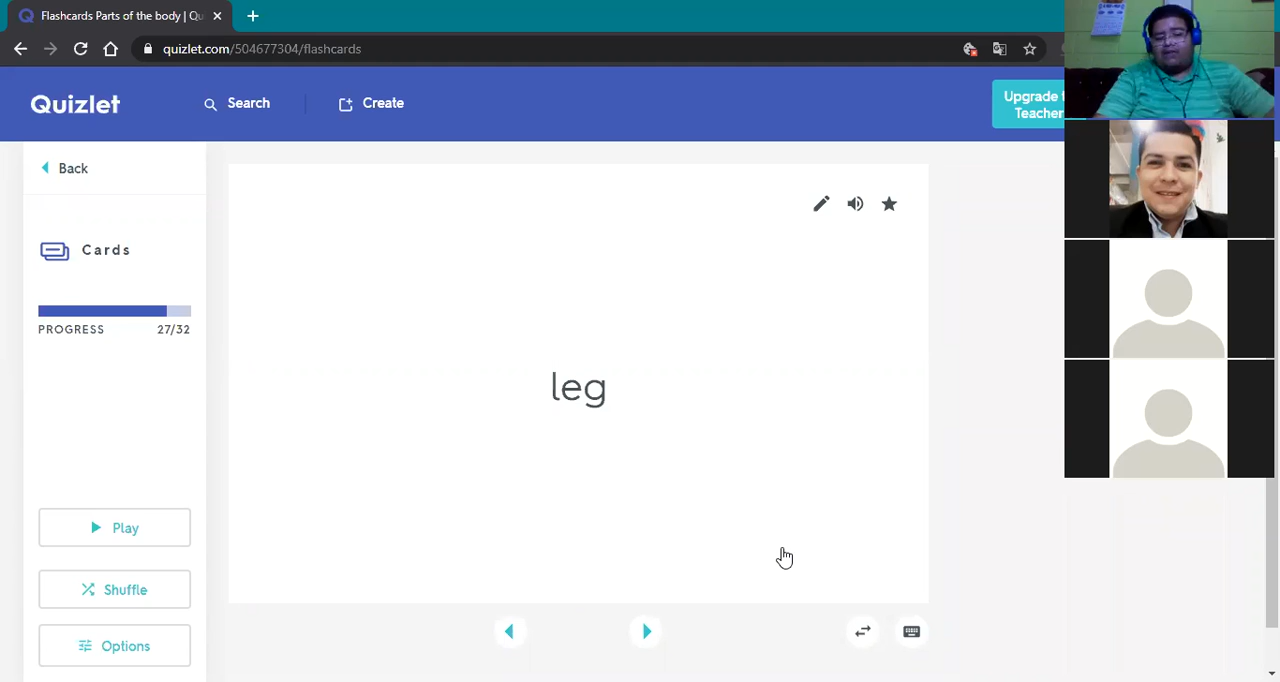 Flashcards Parts of the body | Qu
quizlet.com/504677304/flashcards
Quizlet
Search
Create
Upgrade
Teacher
Back
Cards
PROGRESS 27/32
leg
Play
Shuffle
Options